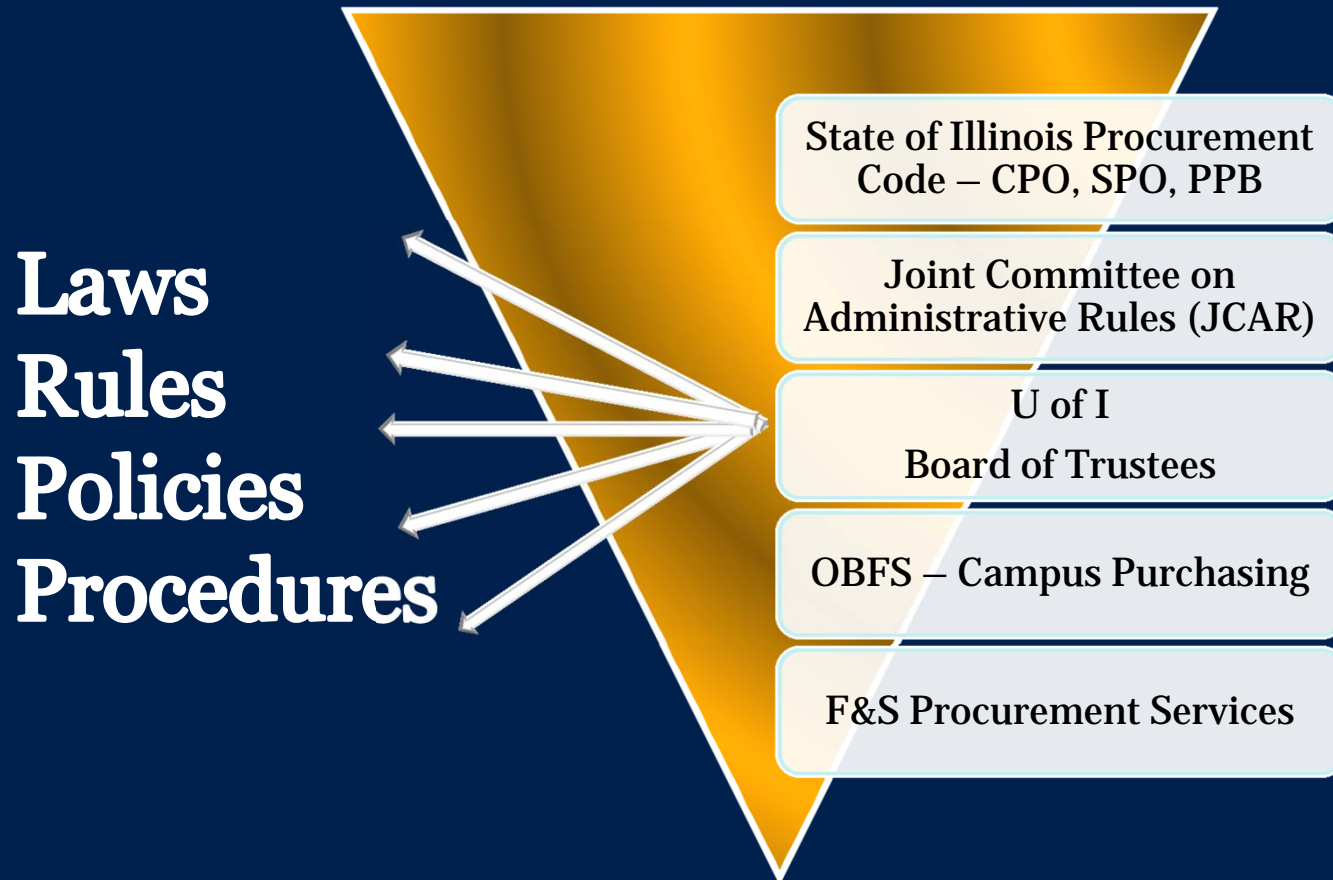 Laws
Rules
Policies
Procedures
State of Illinois Procurement
Code – CPO, SPO, PPB
Joint Committee on
Administrative Rules (JCAR)
U of I
Board of Trustees
OBFS – Campus Purchasing
F&S Procurement Services